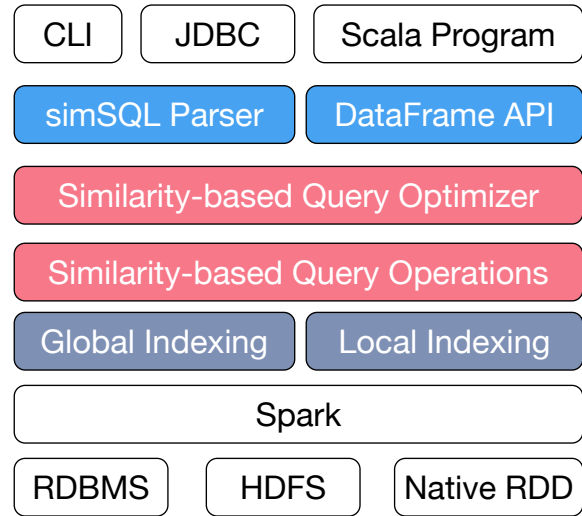 CLI JDBC Scala Program
simSQL Parser DataFrame API
Similarity-based Query Optimizer
Similarity-based Query Operations
Global Indexing Local Indexing
Spark
RDBMS HDFS Native RDD